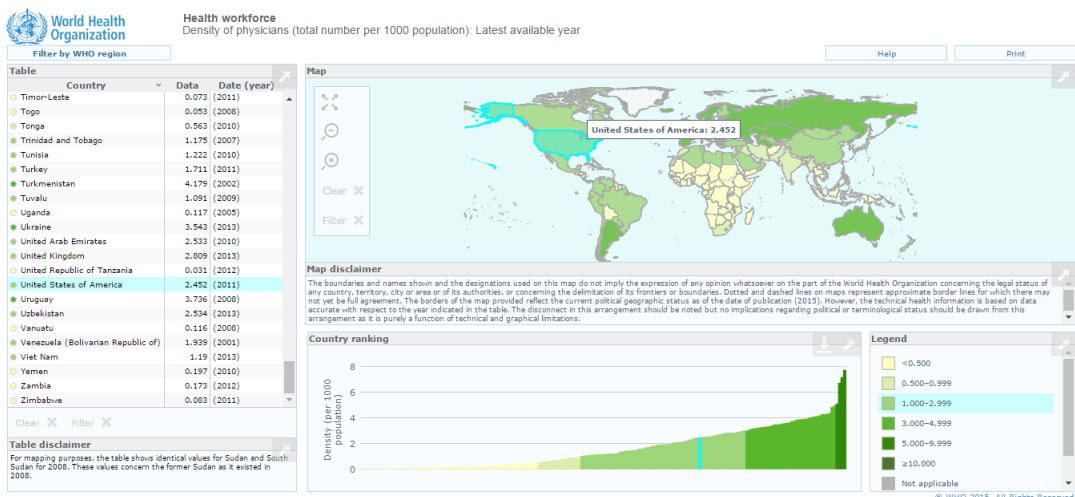 World Health
Organization
Health workforce
Density of physicians (total number per 1000 population): Latest available year
Filter by WHO region
Help
Print
Table
Country Data Date (year)
Timor-Leste 0.073 (2011)
Togo 0.053 (2008)
Tonga 0.563 (2010)
Trinidad and Tobago 1.175 (2007)
Tunisia 1.222 (2010)
Turkey 1.711 (2011)
Turkmenistan 4.179 (2002)
Tuvalu 1.091 (2009)
Uganda 0.117 (2005)
Ukraine 3.543 (2013)
United Arab Emirates 2.533 (2010)
United Kingdom 2.809 (2013)
United Republic of Tanzania 0.031 (2012)
United States of America 2.452 (2011)
Uruguay 3.736 (2008)
Uzbekistan 2.534 (2013)
Vanuatu 0.116 (2008)
Venezuela (Bolivarian Republic of) 1.939 (2001)
Viet Nam 1.19 (2013)
Yemen 0.197 (2010)
Zambia 0.173 (2012)
Zimbabwe 0.083 (2011)
Clear Filter
Table disclaimer
For mapping purposes, the table shows identical values for Sudan and South
Sudan for 2008. These values concern the former Sudan as it existed in
2008.
Map
Clear
Filter
United States of America: 2.452
Map disclaimer
The boundaries and names shown and the designations used on this map do not imply the expression of any opinion whatsoever on the part of the World Health Organization concerning the legal status of
any country, territory, city or area or of its authorities, or concerning the delimitation of its frontiers or boundaries. Dotted and dashed lines on maps represent approximate border lines for which there may
not yet be full agreement. The borders of the map provided reflect the current political geographic status as of the date of publication (2015). However, the technical health information is based on data
accurate with respect to the year indicated in the table. The disconnect in this arrangement should be noted but no implications regarding political or terminological status should be drawn from this
arrangement as it is purely a function of technical and graphical limitations.
Country ranking
Density (per 1000
population)
8
6
4
2
0
Legend
<0.500
0.500–0.999
1.000–2.999
3.000–4.999
5.000–9.999
≥10.000
Not applicable
© WHO 2015. All Rights Reserved